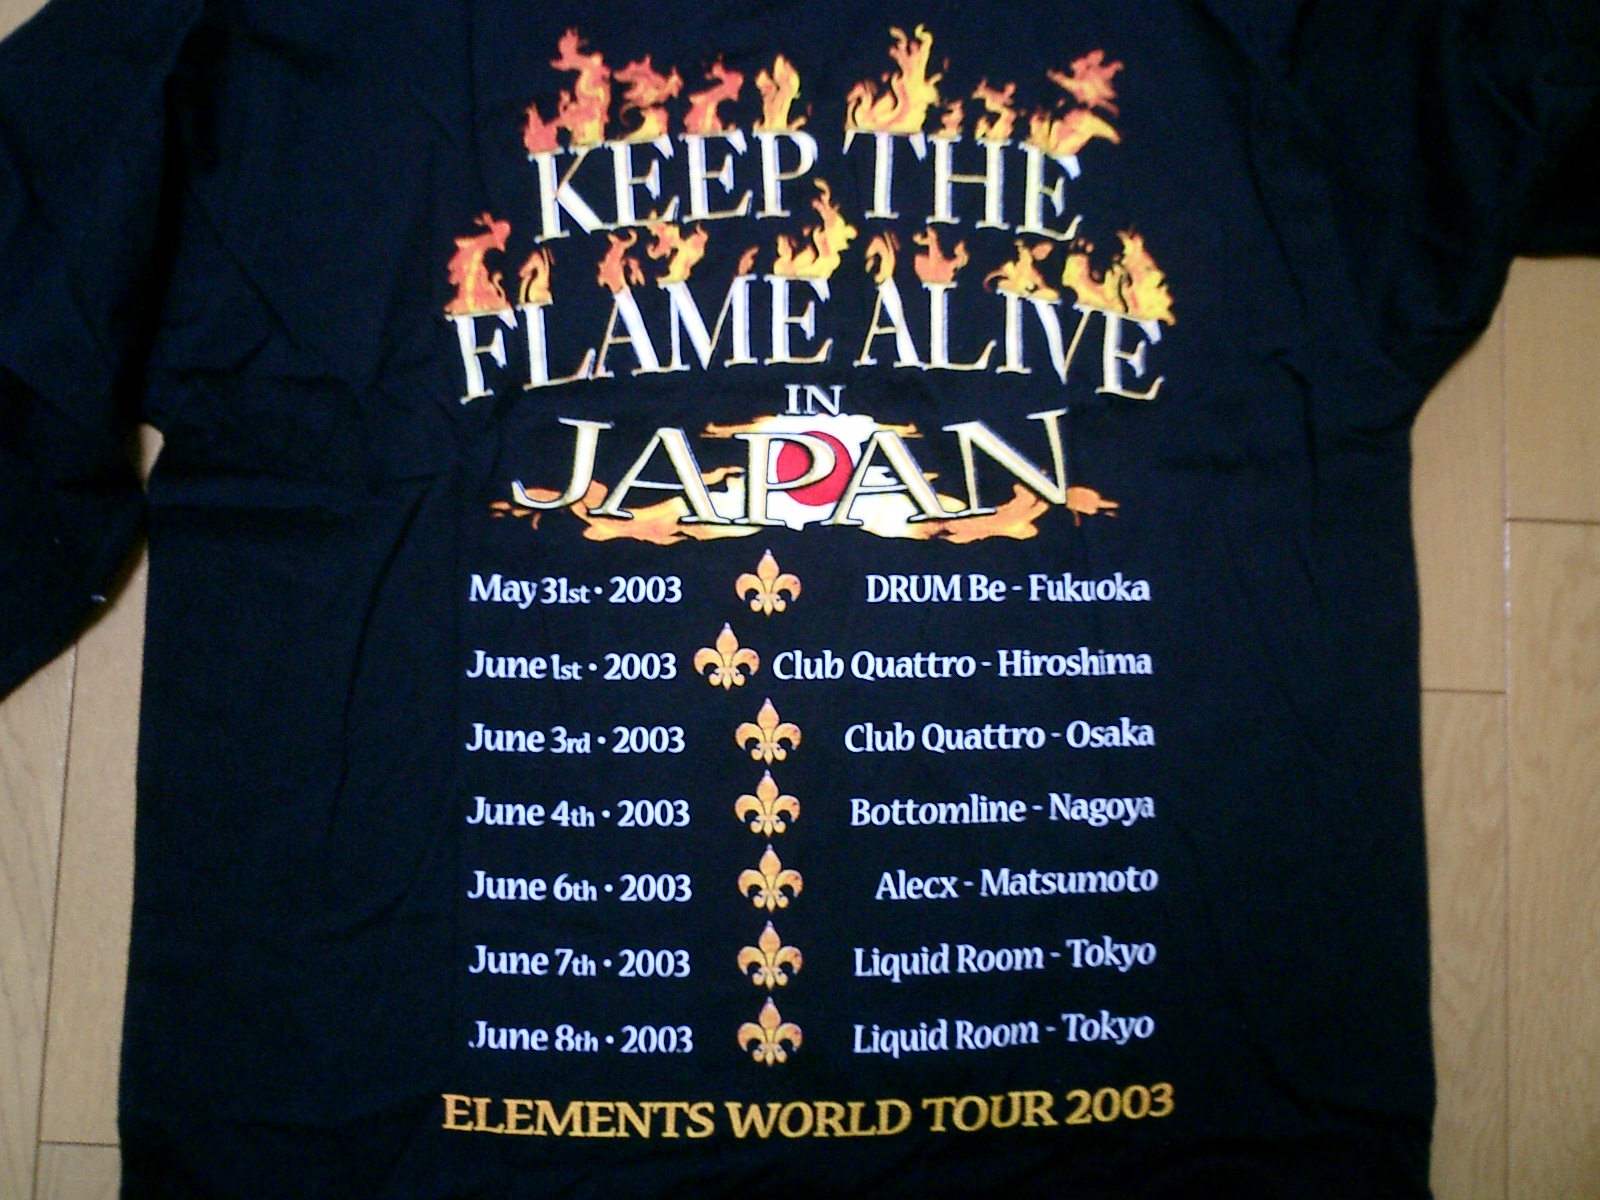 KEEP THE
FLAME ALIVE
IN
JAPAN
May 31st • 2003 DRUM Be - Fukuoka
June 1st • 2003 Club Quattro - Hiroshima
June 3rd • 2003 Club Quattro - Osaka
June 4th • 2003 Bottomline - Nagoya
June 6th • 2003 Alecx - Matsumoto
June 7th • 2003 Liquid Room - Tokyo
June 8th • 2003 Liquid Room - Tokyo
ELEMENTS WORLD TOUR 2003